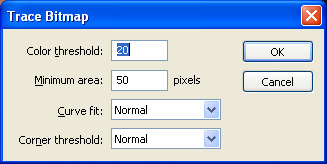 Trace Bitmap
Color threshold: 20 OK
Minimum area: 50 pixels Cancel
Curve fit: Normal
Corner threshold: Normal